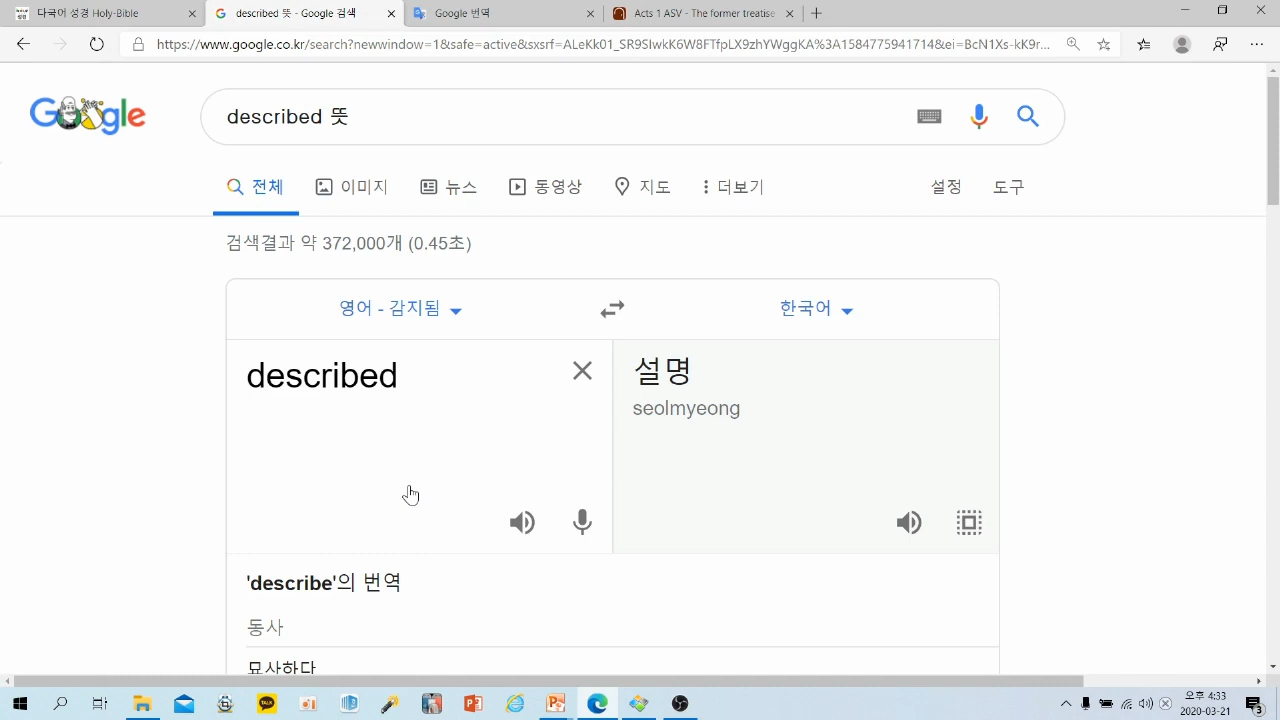 다국어 성경 Holy-Bible
described 뜻 - Google 검색
Google 번역
Acts 1 ASV - The former treatise
https://www.google.co.kr/search?newwindow=1&safe=active&sxsrf=ALeKk01_SR9SIwkK6W8FTfpLX9zhYWggKA%3A1584775941714&ei=BcN1Xs-kK9r...
Google
described 뜻
전체 이미지 뉴스 동영상 지도 더보기 설정 도구
검색결과 약 372,000개 (0.45초)
영어 - 감지됨 한국어
described
설명
seolmyeong
'describe'의 번역
동사
묘사하다
오후 4:33
2020-03-21